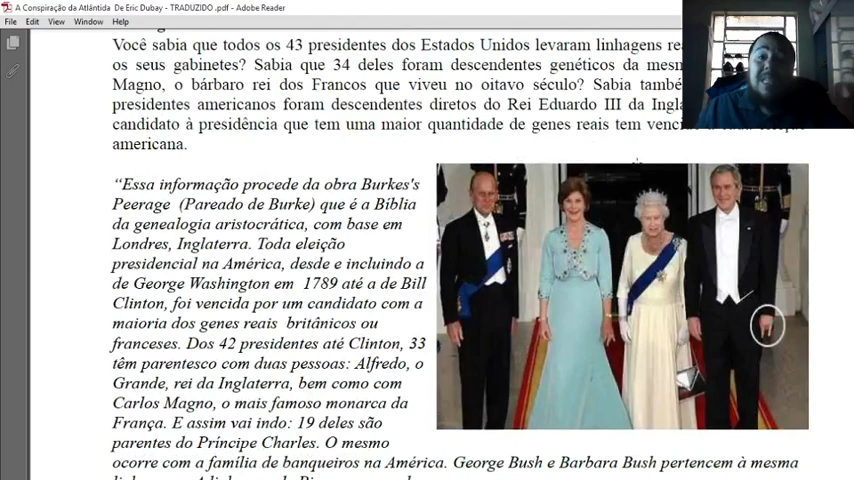 A Conspiração da Atlântida De Eric Dubay - TRADUZIDO .pdf - Adobe Reader
File Edit View Window Help
Você sabia que todos os 43 presidentes dos Estados Unidos levaram linhagens
os seus gabinetes? Sabia que 34 deles foram descendentes genéticos da
Magno, o bárbaro rei dos Francos que viveu no oitavo século? Sabia
presidentes americanos foram descendentes diretos do Rei Eduardo III da
candidato à presidência que tem uma maior quantidade de genes reais tem
americana.
“Essa informação procede da obra Burkes's
Peerage (Pareado de Burke) que é a Bíblia
da genealogia aristocrática, com base em
Londres, Inglaterra. Toda eleição
presidencial na América, desde e incluindo a
de George Washington em 1789 até a de Bill
Clinton, foi vencida por um candidato com a
maioria dos genes reais britânicos ou
franceses. Dos 42 presidentes até Clinton, 33
têm parentesco com duas pessoas: Alfredo, o
Grande, rei da Inglaterra, bem como com
Carlos Magno, o mais famoso monarca da
França. E assim vai indo: 19 deles são
parentes do Príncipe Charles. O mesmo
ocorre com a família de banqueiros na América. George Bush e Barbara Bush pertencem à mesma